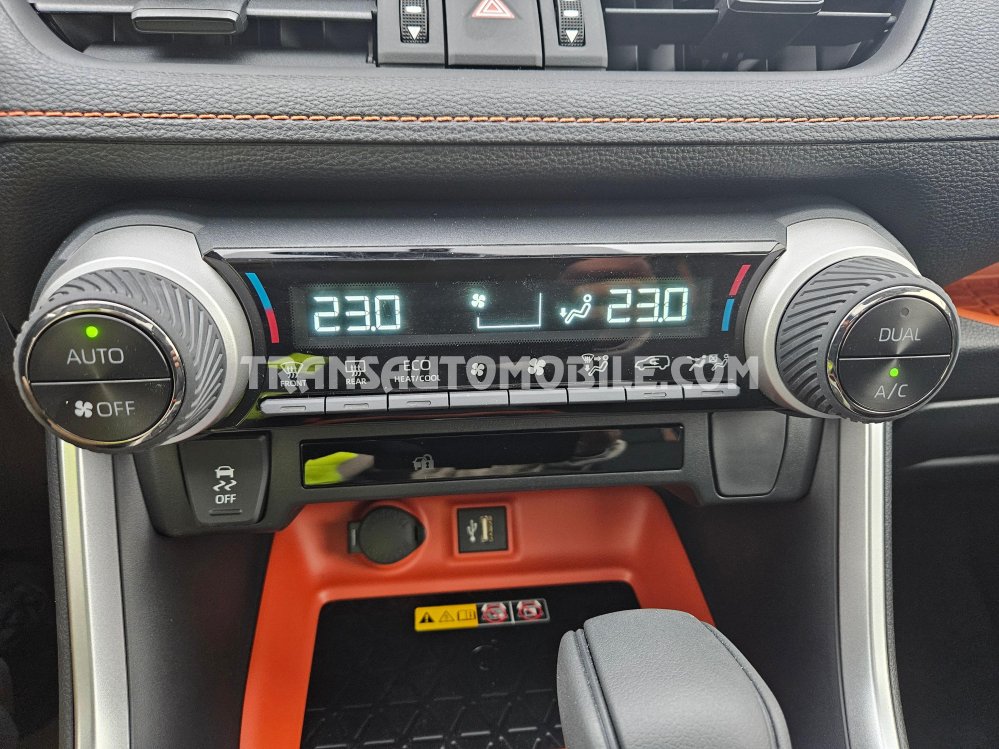 23.0 23.0
AUTO
OFF
DUAL
A/C
TRANSAUTOMOBILE.COM
FRONT
REAR
ECO
HEAT/COOL
OFF